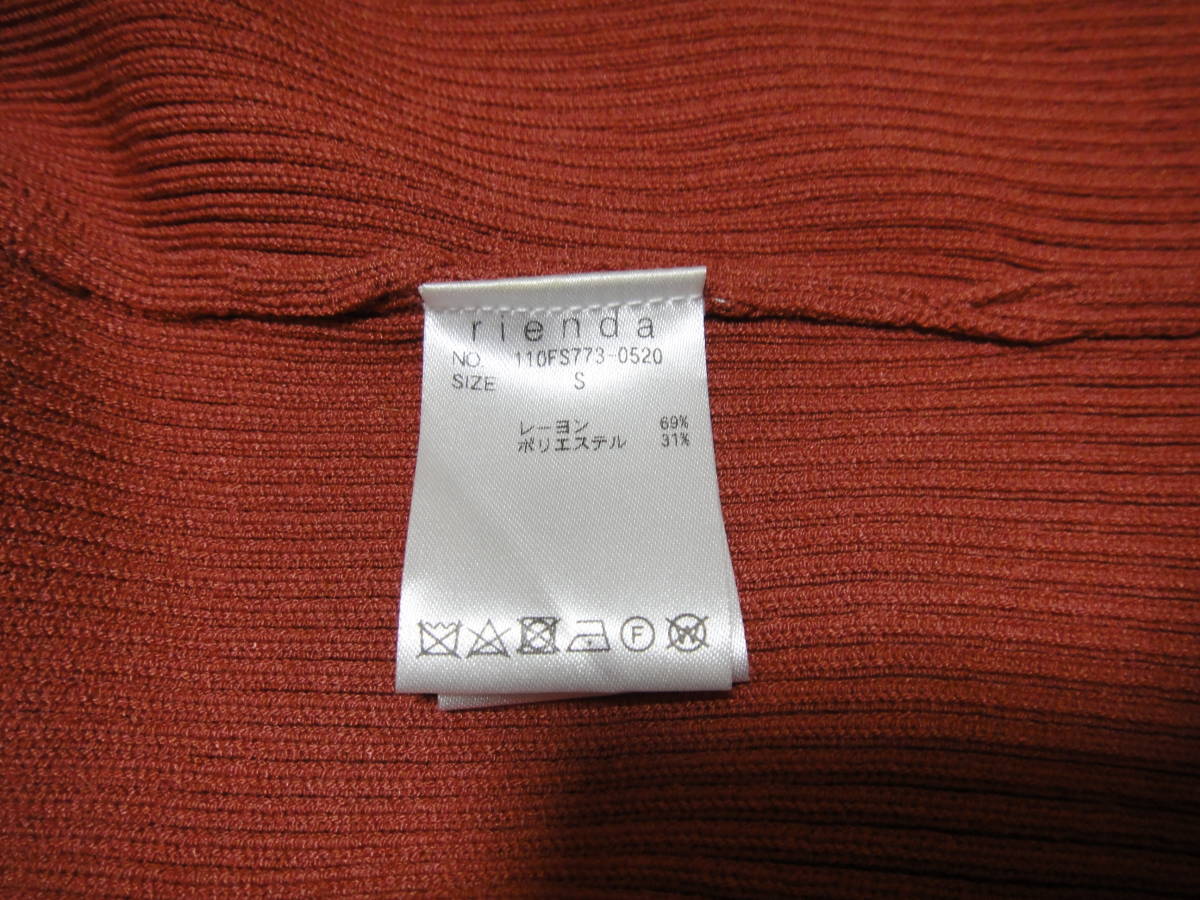 rienda
NO. 110FS773-0520
SIZE S
レーヨン 69%
ポリエステル 31%
F W